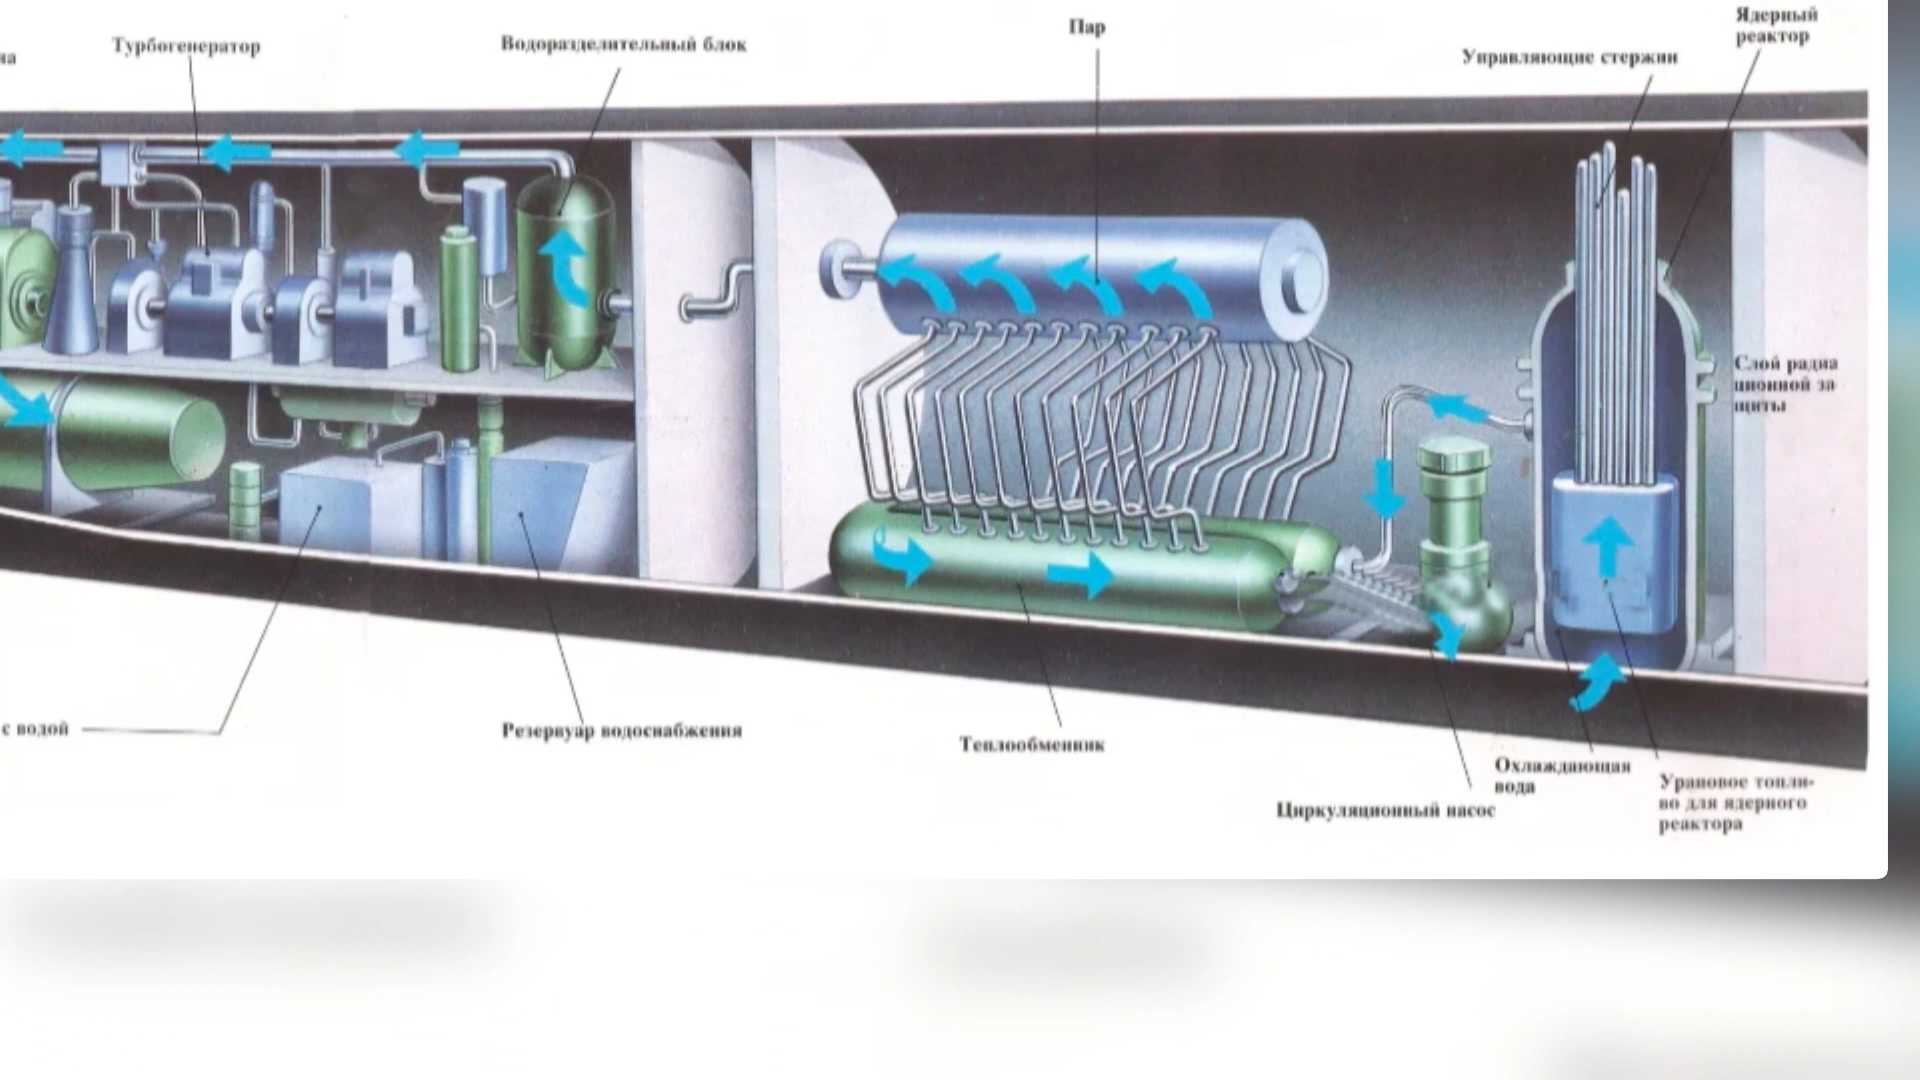 на
Турбогенератор
Водоразделительный блок
Пар
Управляющие стержни
Ядерный
реактор
Слой радиа
ционной за
щиты
с водой
Резервуар водоснабжения
Теплообменник
Циркуляционный насос
Охлаждающая
вода
Урановое топли-
во для ядерного
реактора